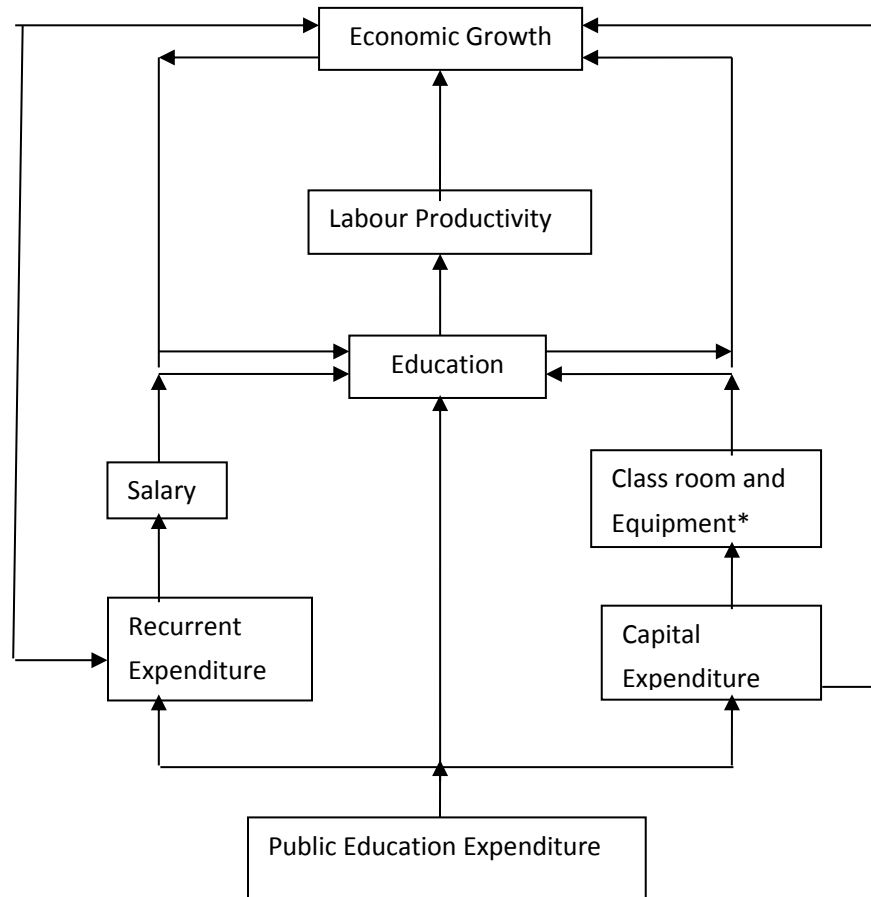 Economic Growth
Labour Productivity
Education
Salary
Class room and
Equipment*
Recurrent
Expenditure
Capital
Expenditure
Public Education Expenditure